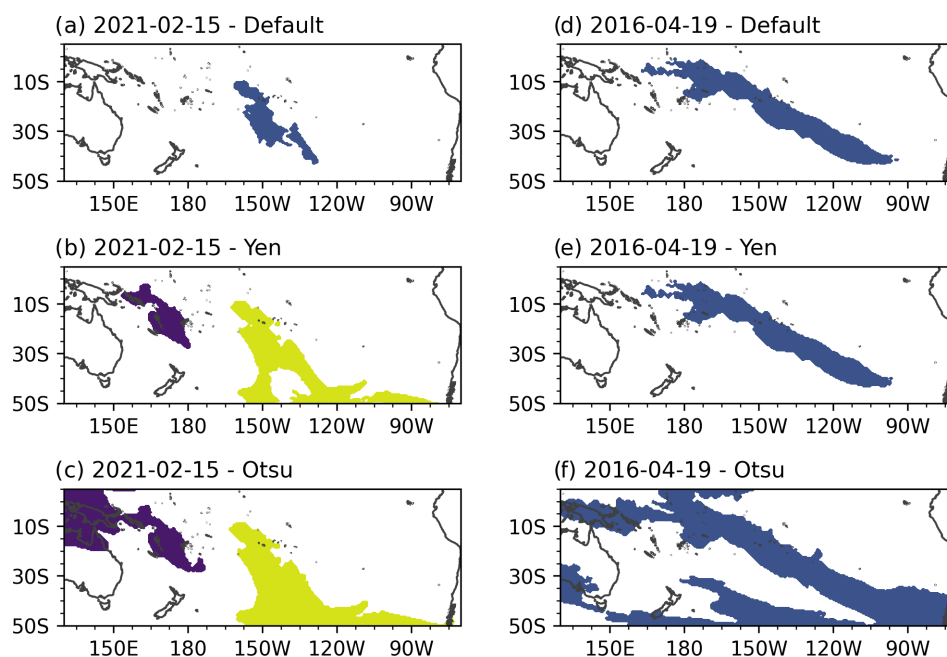 (a) 2021-02-15 - Default
10S
30S
50S
150E 180 150W 120W 90W
(b) 2021-02-15 - Yen
10S
30S
50S
150E 180 150W 120W 90W
(c) 2021-02-15 - Otsu
10S
30S
50S
150E 180 150W 120W 90W
(d) 2016-04-19 - Default
10S
30S
50S
150E 180 150W 120W 90W
(e) 2016-04-19 - Yen
10S
30S
50S
150E 180 150W 120W 90W
(f) 2016-04-19 - Otsu
10S
30S
50S
150E 180 150W 120W 90W